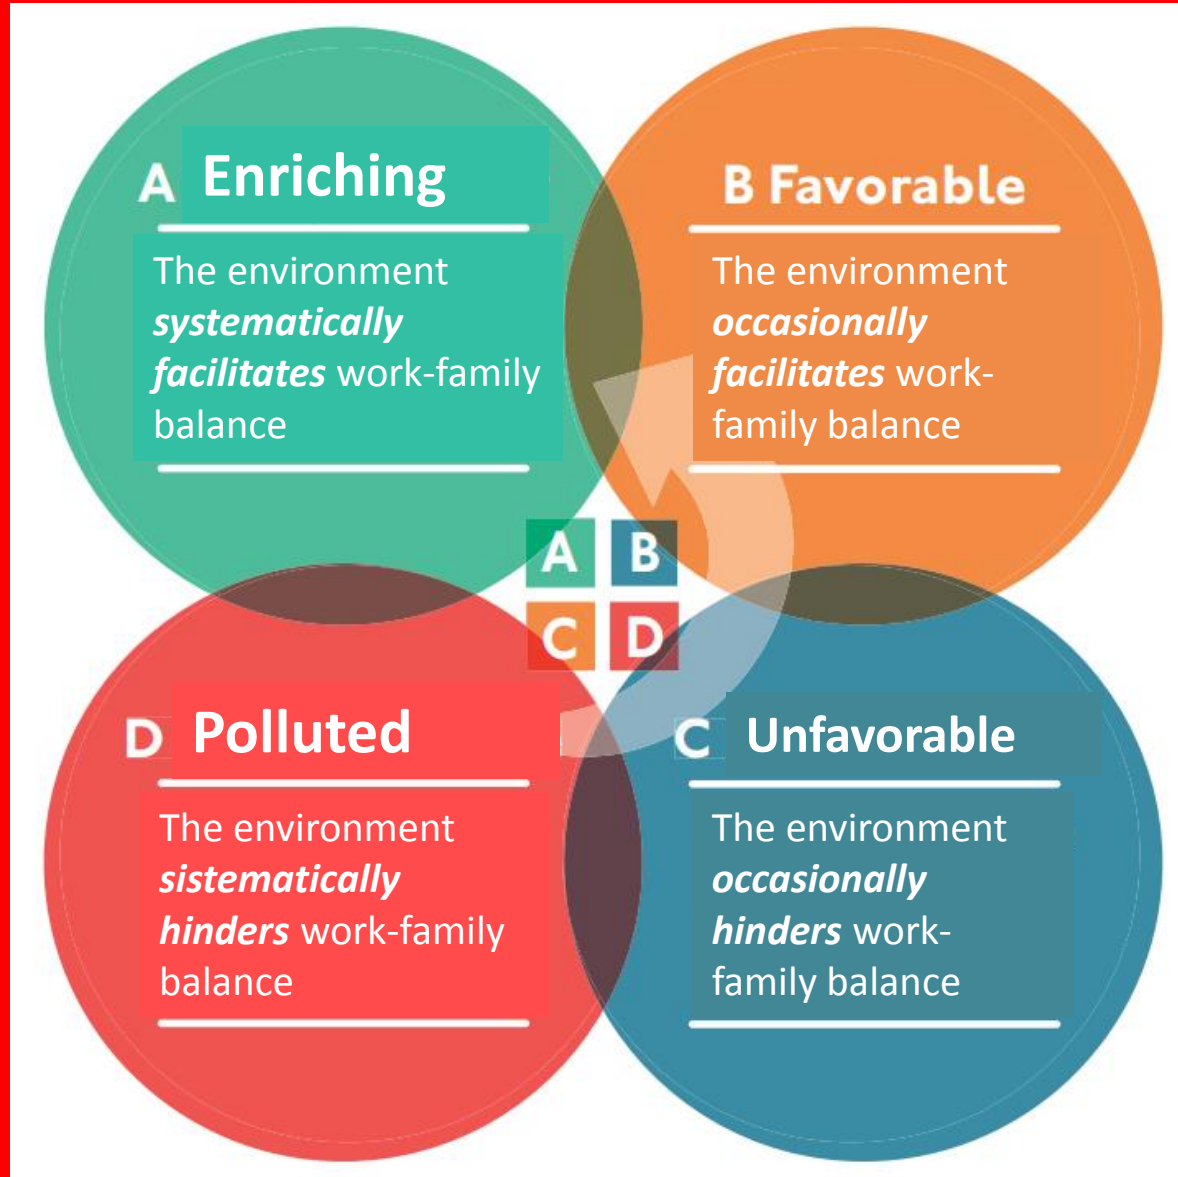 A Enriching
The environment
systematically
facilitates work-family
balance
B Favorable
The environment
occasionally
facilitates work-
family balance
A B
C D
D Polluted
The environment
sistematically
hinders work-family
balance
C Unfavorable
The environment
occasionally
hinders work-
family balance